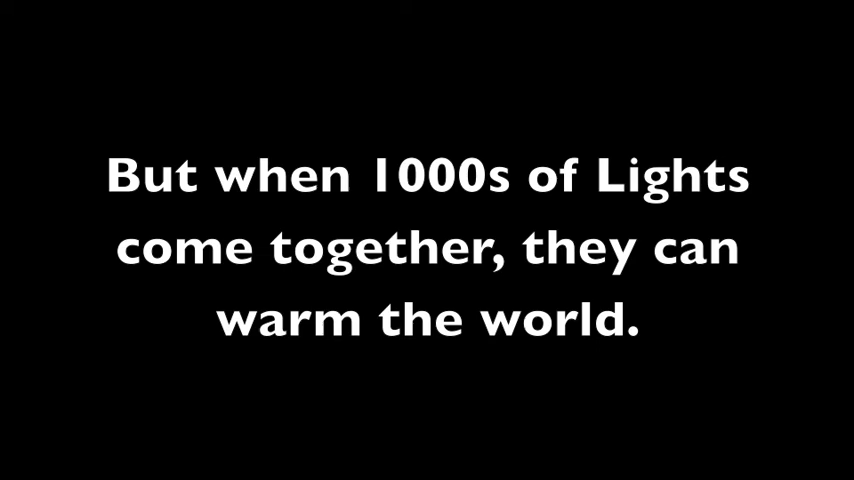 But when 1000s of Lights
come together, they can
warm the world.